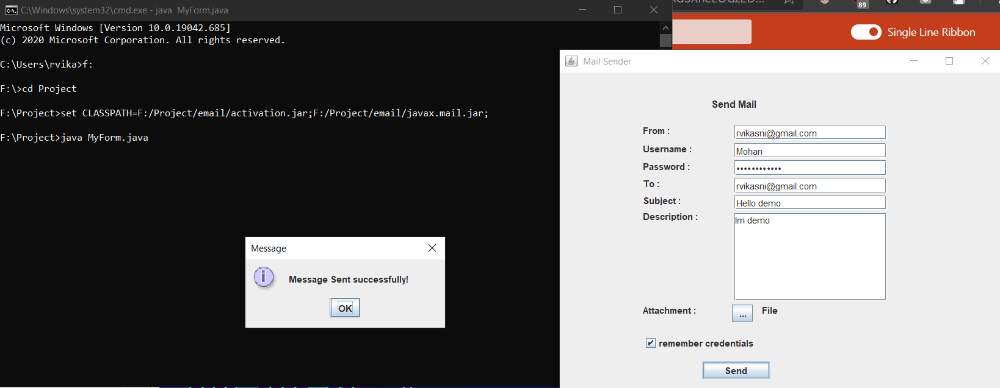 C:\Windows\system32\cmd.exe - java  MyForm.java
Microsoft Windows [Version 10.0.19042.685]
(c) 2020 Microsoft Corporation. All rights reserved.
C:\Users\rvika>f:
F:\>cd Project
F:\Project>set CLASSPATH=F:/Project/email/activation.jar;F:/Project/email/javax.mail.jar;
F:\Project>java MyForm.java
Message
Message Sent successfully!
OK
89
Single Line Ribbon
Mail Sender
Send Mail
From : rvikasni@gmail.com
Username : Mohan
Password : ••••••••••••
To : rvikasni@gmail.com
Subject : Hello demo
Description : Im demo
Attachment : ... File
remember credentials
Send